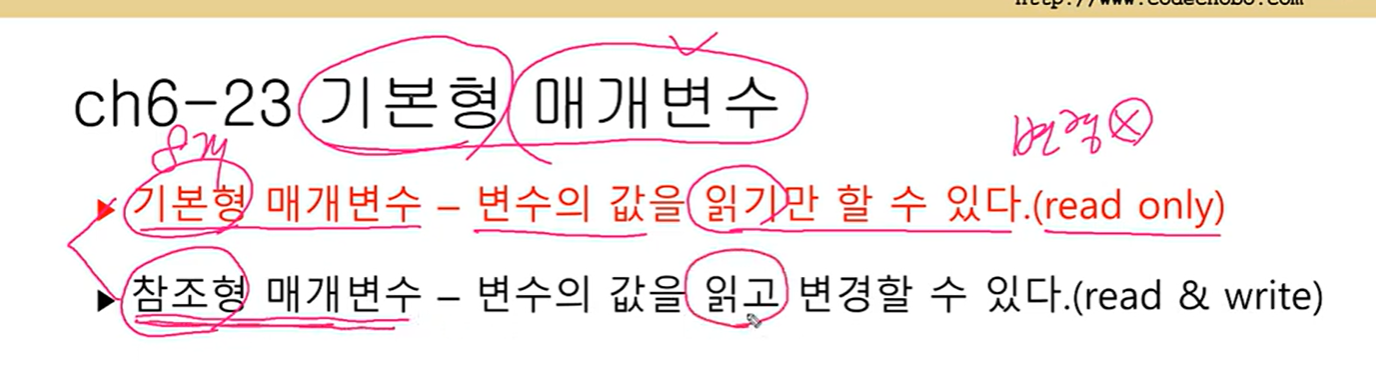 http://www.codechobo.com
ch6-23 기본형 매개변수
변경 X
8개
▶ 기본형 매개변수 – 변수의 값을 읽기만 할 수 있다.(read only)
▶ 참조형 매개변수 – 변수의 값을 읽고 변경할 수 있다.(read & write)